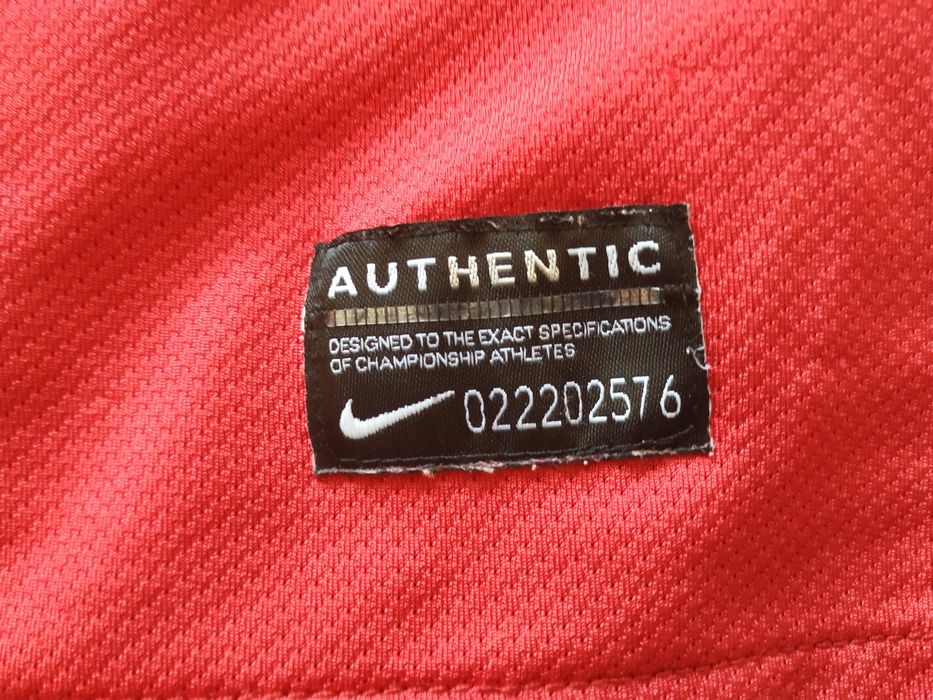 AUTHENTIC
DESIGNED TO THE EXACT SPECIFICATIONS
OF CHAMPIONSHIP ATHLETES
022202576